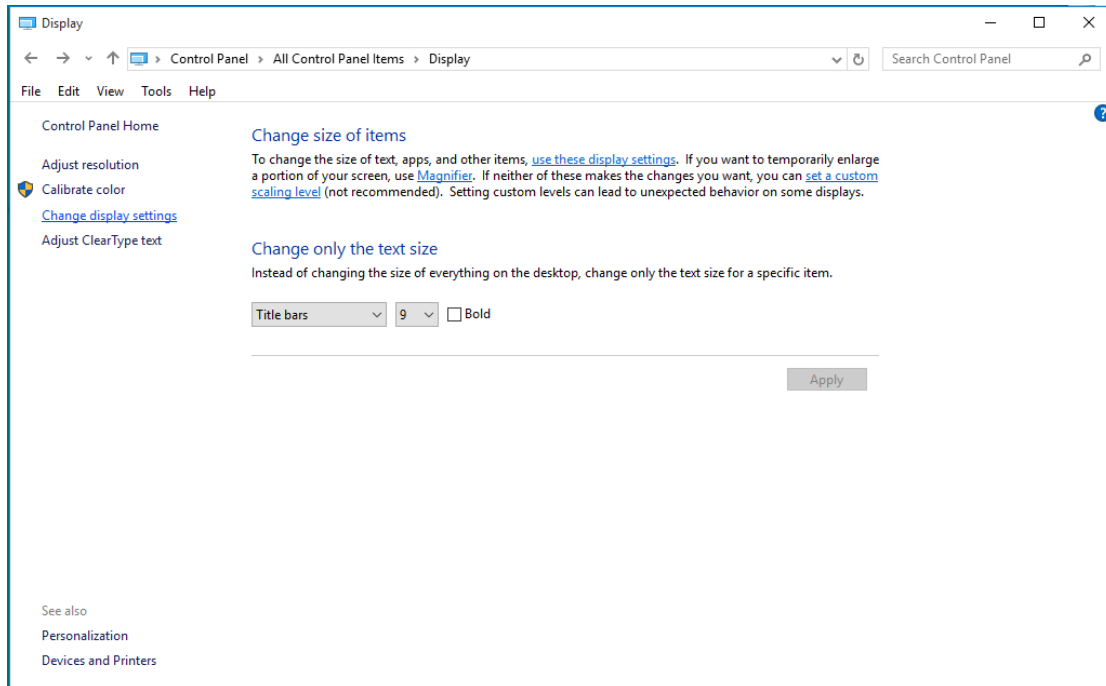 Display
Control Panel > All Control Panel Items > Display
Search Control Panel
File Edit View Tools Help
Control Panel Home
Adjust resolution
Calibrate color
Change display settings
Adjust ClearType text
Change size of items
To change the size of text, apps, and other items, use these display settings. If you want to temporarily enlarge
a portion of your screen, use Magnifier. If neither of these makes the changes you want, you can set a custom
scaling level (not recommended). Setting custom levels can lead to unexpected behavior on some displays.
Change only the text size
Instead of changing the size of everything on the desktop, change only the text size for a specific item.
Title bars 9 Bold
Apply
See also
Personalization
Devices and Printers